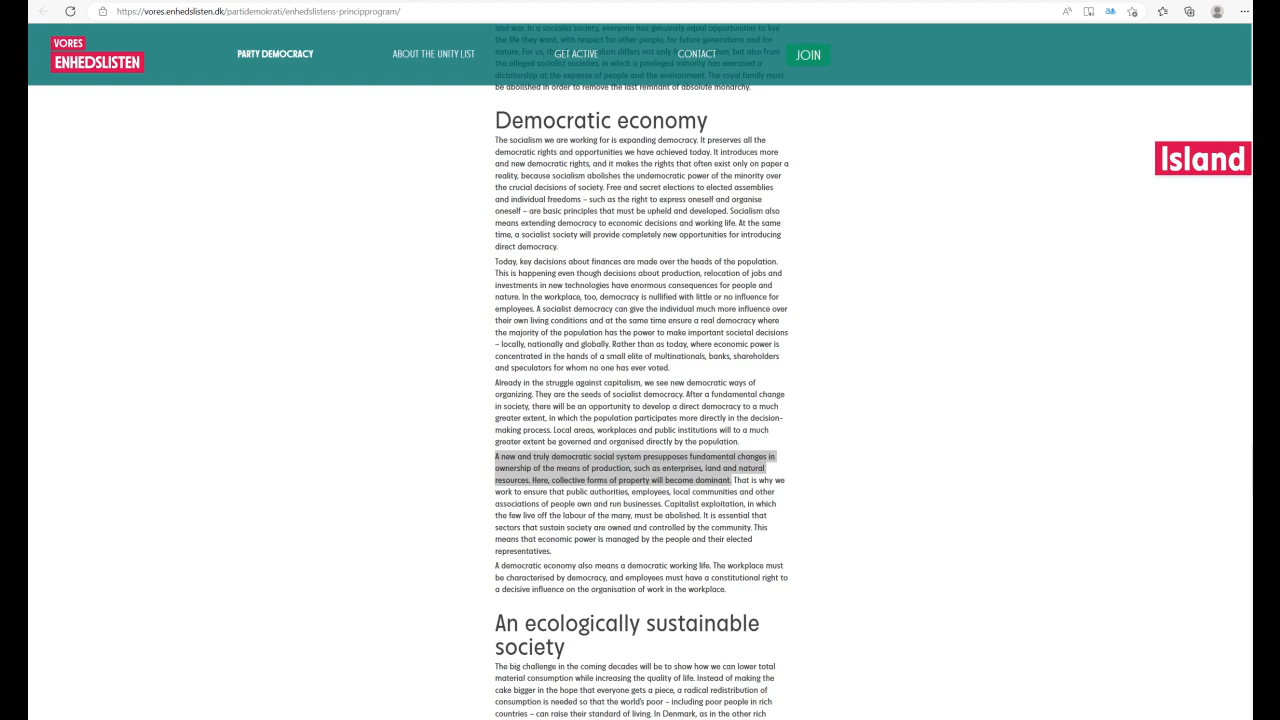 https://vores.enhedslisten.dk/partidemokrati/enhedslistens-principprogram/
and war. In a socialist society, everyone has genuinely equal opportunities to live
the life they want, with respect for other people, for future generations and for
VORES
ENHEDSLISTEN
PARTY DEMOCRACY
ABOUT THE UNITY LIST
GET ACTIVE
CONTACT
JOIN
nature. For us, differs not only but also from
the alleged socialist societies, in which a privileged minority has exercised a
dictatorship at the expense of people and the environment. The royal family must
be abolished in order to remove the last remnant of absolute monarchy.
Democratic economy
The socialism we are working for is expanding democracy. It preserves all the
democratic rights and opportunities we have achieved today. It introduces more
and new democratic rights, and it makes the rights that often exist only on paper a
reality, because socialism abolishes the undemocratic power of the minority over
the crucial decisions of society. Free and secret elections to elected assemblies
and individual freedoms – such as the right to express oneself and organise
oneself – are basic principles that must be upheld and developed. Socialism also
means extending democracy to economic decisions and working life. At the same
time, a socialist society will provide completely new opportunities for introducing
direct democracy.
Island
Today, key decisions about finances are made over the heads of the population.
This is happening even though decisions about production, relocation of jobs and
investments in new technologies have enormous consequences for people and
nature. In the workplace, too, democracy is nullified with little or no influence for
employees. A socialist democracy can give the individual much more influence over
their own living conditions and at the same time ensure a real democracy where
the majority of the population has the power to make important societal decisions
– locally, nationally and globally. Rather than as today, where economic power is
concentrated in the hands of a small elite of multinationals, banks, shareholders
and speculators for whom no one has ever voted.
Already in the struggle against capitalism, we see new democratic ways of
organizing. They are the seeds of socialist democracy. After a fundamental change
in society, there will be an opportunity to develop a direct democracy to a much
greater extent, in which the population participates more directly in the decision-
making process. Local areas, workplaces and public institutions will to a much
greater extent be governed and organised directly by the population.
A new and truly democratic social system presupposes fundamental changes in
ownership of the means of production, such as enterprises, land and natural
resources. Here, collective forms of property will become dominant. That is why we
work to ensure that public authorities, employees, local communities and other
associations of people own and run businesses. Capitalist exploitation, in which
the few live off the labour of the many, must be abolished. It is essential that
sectors that sustain society are owned and controlled by the community. This
means that economic power is managed by the people and their elected
representatives.
A democratic economy also means a democratic working life. The workplace must
be characterised by democracy, and employees must have a constitutional right to
a decisive influence on the organisation of work in the workplace.
An ecologically sustainable
society
The big challenge in the coming decades will be to show how we can lower total
material consumption while increasing the quality of life. Instead of making the
cake bigger in the hope that everyone gets a piece, a radical redistribution of
consumption is needed so that the world's poor – including poor people in rich
countries – can raise their standard of living. In Denmark, as in the other rich